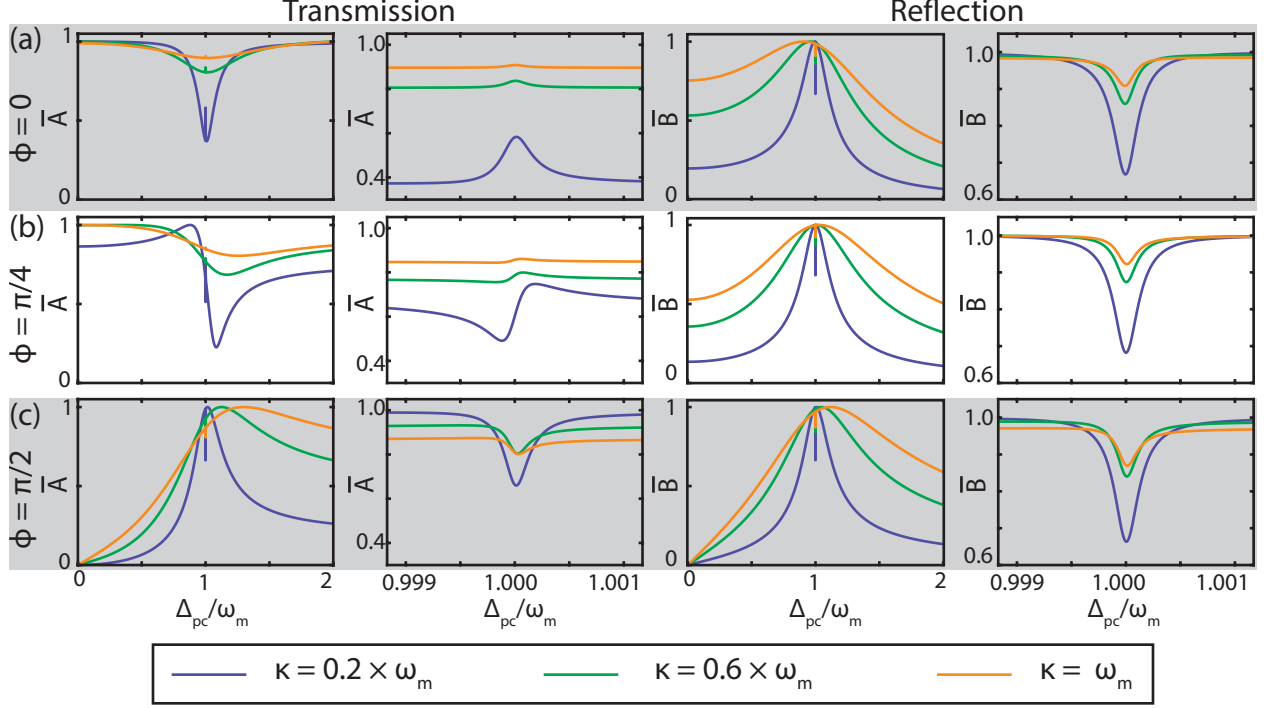 Transmission Reflection
(a)
ϕ = 0
A
1
0
A
1.0
0.4
B
1
0
B
1.0
0.6
(b)
ϕ = π/4
A
1
0
A
1.0
0.4
B
1
0
B
1.0
0.6
(c)
ϕ = π/2
A
1
0
A
1.0
0.4
B
1
0
B
1.0
0.6
0 1 2 0.999 1.000 1.001 0 1 2 0.999 1.000 1.001
Δpc/ωm Δpc/ωm Δpc/ωm Δpc/ωm
κ = 0.2 × ωm κ = 0.6 × ωm κ = ωm